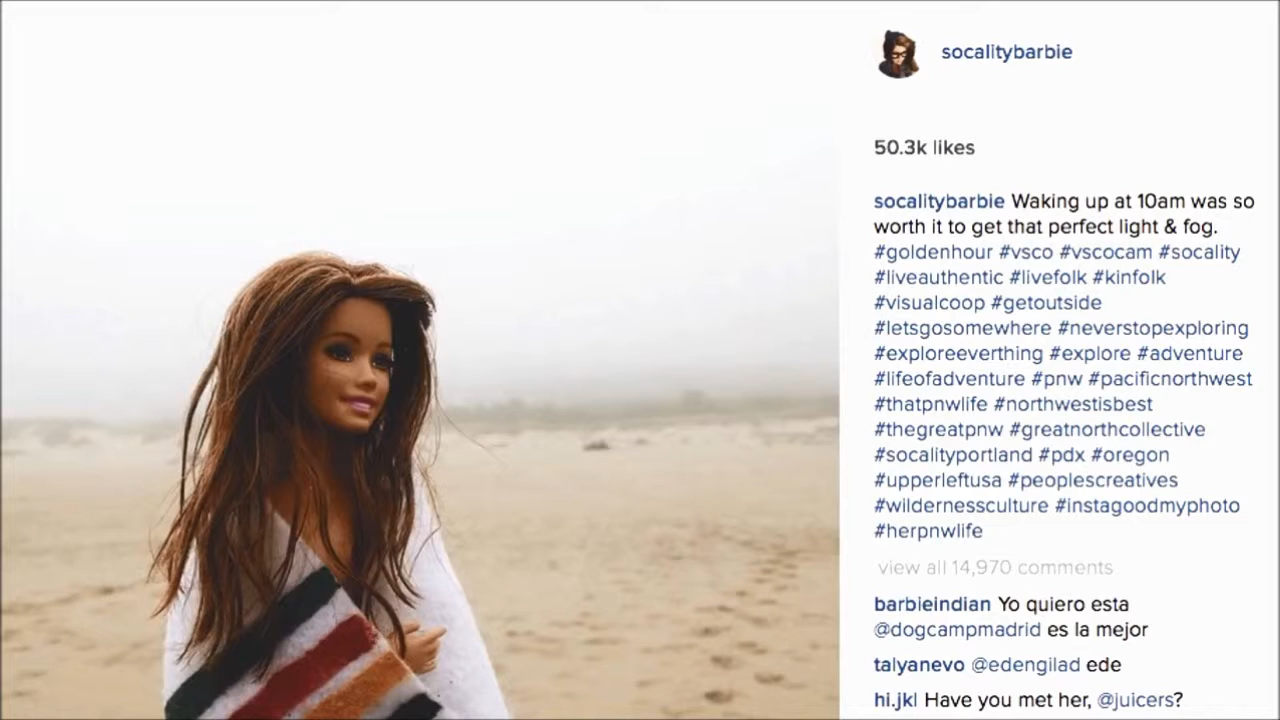 socalitybarbie
50.3k likes
socalitybarbie Waking up at 10am was so
worth it to get that perfect light & fog.
#goldenhour #vsco #vscocam #socality
#liveauthentic #livefolk #kinfolk
#visualcoop #getoutside
#letsgosomewhere #neverstopexploring
#exploreeverthing #explore #adventure
#lifeofadventure #pnw #pacificnorthwest
#thatpnwlife #northwestisbest
#thegreatpnw #greatnorthcollective
#socalityportland #pdx #oregon
#upperleftusa #peoplescreatives
#wildernessculture #instagoodmyphoto
#herpnwlife
view all 14,970 comments
barbieindian Yo quiero esta
@dogcampmadrid es la mejor
talyanevo @edengilad ede
hi.jkl Have you met her, @juicers?